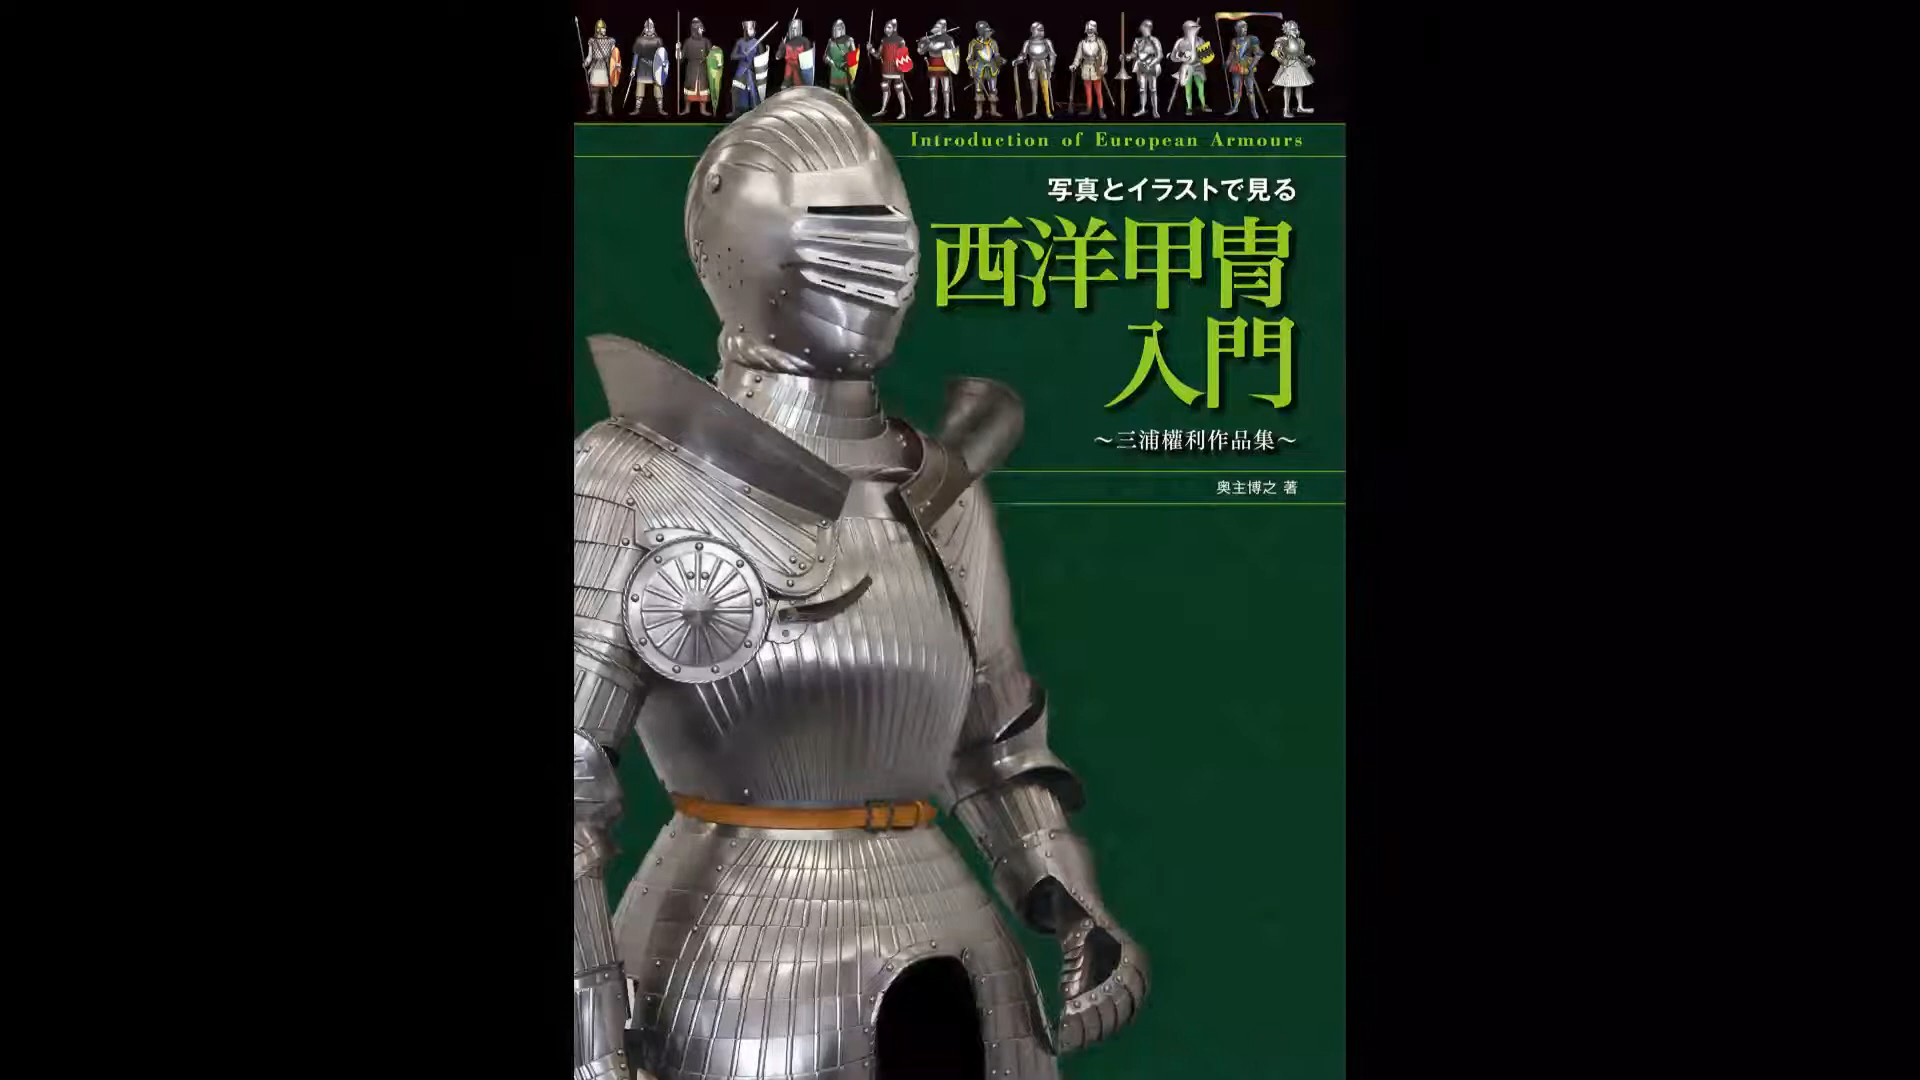 Introduction of European Armours
写真とイラストで見る
西洋甲冑
入門
～三浦權利作品集～
奥主博之 著